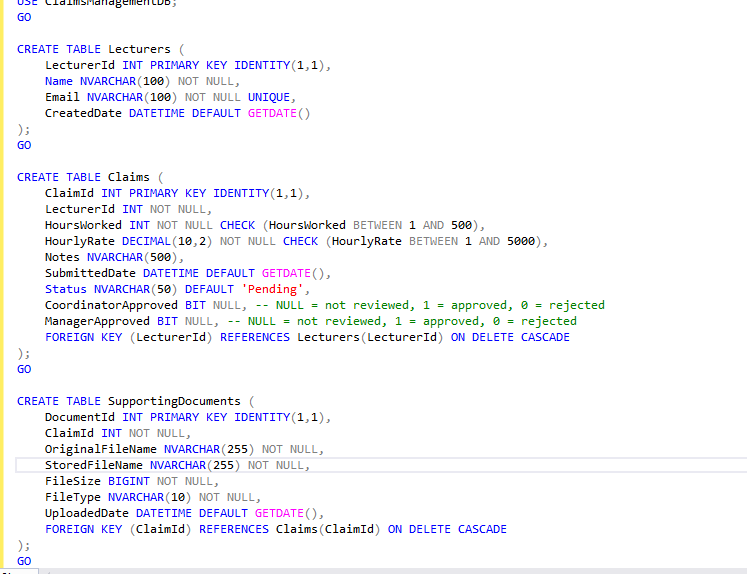 USE ClaimsManagementDB;
GO
CREATE TABLE Lecturers (
    LecturerId INT PRIMARY KEY IDENTITY(1,1),
    Name NVARCHAR(100) NOT NULL,
    Email NVARCHAR(100) NOT NULL UNIQUE,
    CreatedDate DATETIME DEFAULT GETDATE()
);
GO
CREATE TABLE Claims (
    ClaimId INT PRIMARY KEY IDENTITY(1,1),
    LecturerId INT NOT NULL,
    HoursWorked INT NOT NULL CHECK (HoursWorked BETWEEN 1 AND 500),
    HourlyRate DECIMAL(10,2) NOT NULL CHECK (HourlyRate BETWEEN 1 AND 5000),
    Notes NVARCHAR(500),
    SubmittedDate DATETIME DEFAULT GETDATE(),
    Status NVARCHAR(50) DEFAULT 'Pending',
    CoordinatorApproved BIT NULL, -- NULL = not reviewed, 1 = approved, 0 = rejected
    ManagerApproved BIT NULL, -- NULL = not reviewed, 1 = approved, 0 = rejected
    FOREIGN KEY (LecturerId) REFERENCES Lecturers(LecturerId) ON DELETE CASCADE
);
GO
CREATE TABLE SupportingDocuments (
    DocumentId INT PRIMARY KEY IDENTITY(1,1),
    ClaimId INT NOT NULL,
    OriginalFileName NVARCHAR(255) NOT NULL,
    StoredFileName NVARCHAR(255) NOT NULL,
    FileSize BIGINT NOT NULL,
    FileType NVARCHAR(10) NOT NULL,
    UploadedDate DATETIME DEFAULT GETDATE(),
    FOREIGN KEY (ClaimId) REFERENCES Claims(ClaimId) ON DELETE CASCADE
);
GO